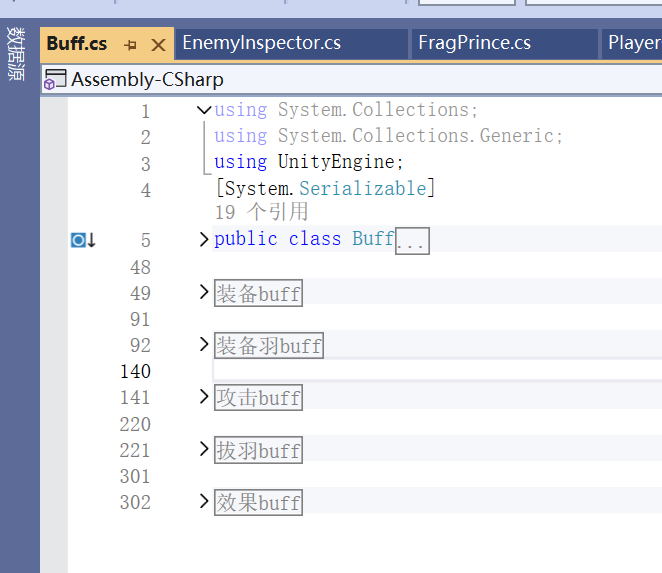 数据源
Buff.cs
EnemyInspector.cs
FragPrince.cs
Player
Assembly-CSharp
1 using System.Collections;
2 using System.Collections.Generic;
3 using UnityEngine;
4 [System.Serializable]
19 个引用
5 public class Buff...
48
49 装备buff
91
92 装备羽buff
140
141 攻击buff
220
221 拔羽buff
301
302 效果buff